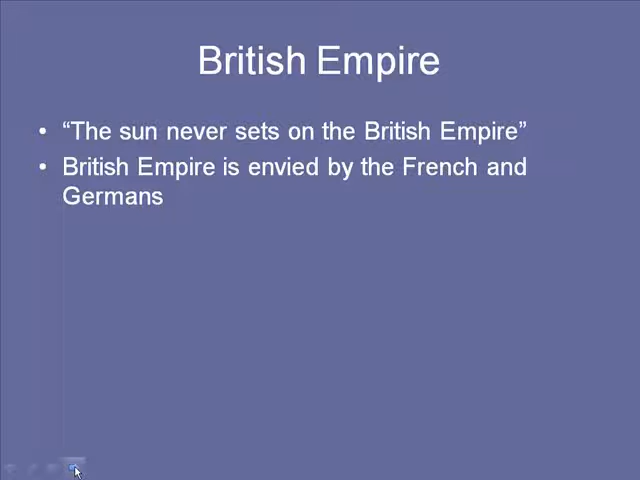 British Empire
• “The sun never sets on the British Empire”
• British Empire is envied by the French and
Germans